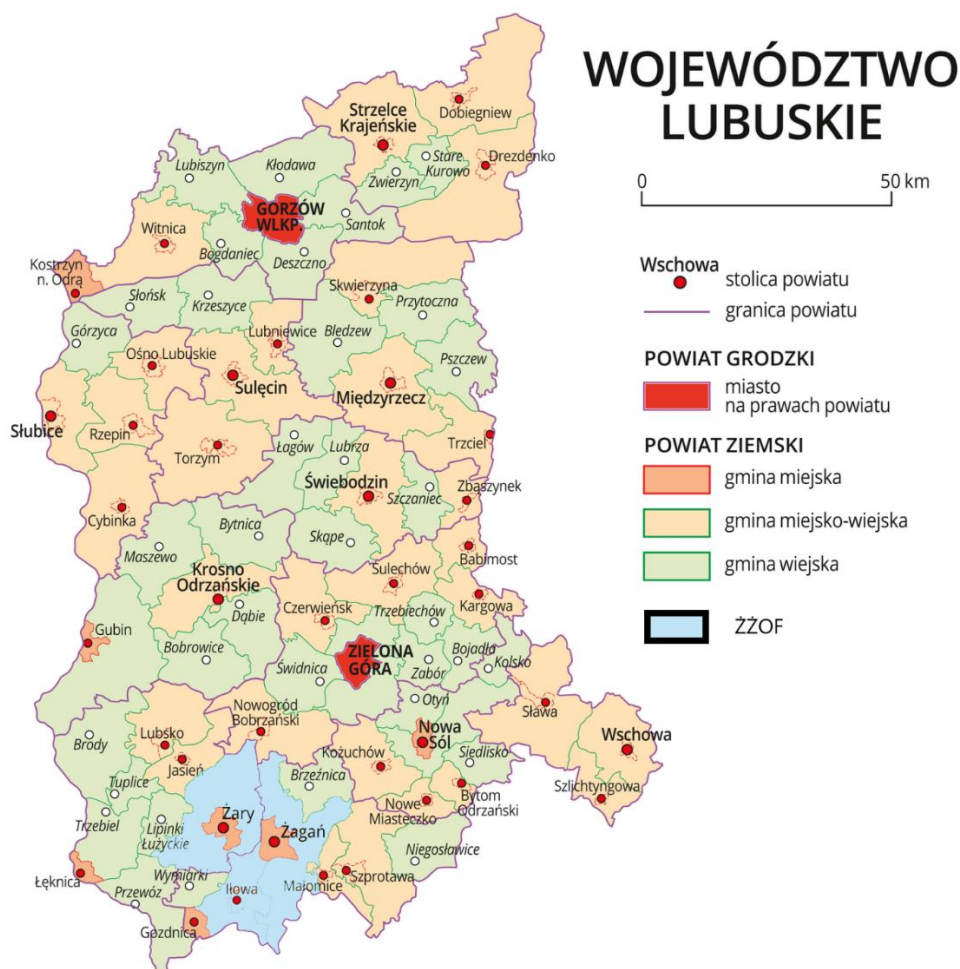 WOJEWÓDZTWO
LUBUSKIE
0
50 km
Wschowa
stolica powiatu
granica powiatu
POWIAT GRODZKI
miasto
na prawach powiatu
POWIAT ZIEMSKI
gmina miejska
gmina miejsko-wiejska
gmina wiejska
ŻŻOF
Strzelce
Krajeńskie
Dobiegniew
Stare
Kurowo
Drezdenko
Zwierzyn
Lubiszyn
Kłodawa
GORZÓW
WLKP.
Santok
Witnica
Bogdaniec
Deszczno
Kostrzyn
n. Odrą
Słońsk
Krzeszyce
Skwierzyna
Przytoczna
Górzyca
Lubniewice
Bledzew
Ośno Lubuskie
Pszczew
Sulęcin
Międzyrzecz
Słubice
Rzepin
Torzym
Trzciel
Łagów
Lubrza
Świebodzin
Szczaniec
Zbąszynek
Cybinka
Bytnica
Skąpe
Maszewo
Babimost
Krosno
Odrzańskie
Sulechów
Dąbie
Czerwieńsk
Trzebiechów
Kargowa
Gubin
Bobrowice
ZIELONA
GÓRA
Świdnica
Zabór
Bojadła
Kolsko
Otyń
Sława
Nowogród
Bobrzański
Nowa
Sól
Wschowa
Brody
Lubsko
Jasień
Kożuchów
Siedlisko
Brzeźnica
Szlichtyngowa
Tuplice
Nowe
Miasteczko
Bytom
Odrzański
Trzebiel
Lipinki
Łużyckie
Żary
Żagań
Niegosławice
Łęknica
Przewóz
Wymiarki
Iłowa
Małomice
Szprotawa
Gozdnica